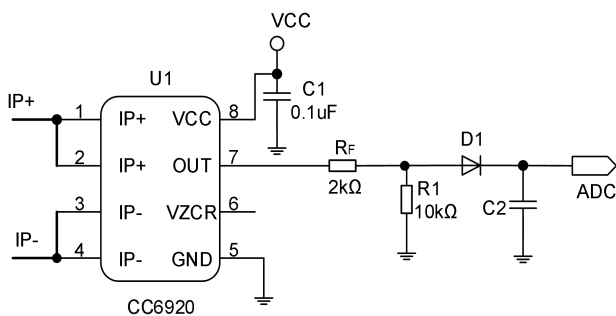 VCC
U1
C1
0.1uF
IP+
1
IP+
VCC
8
2
IP+
OUT
7
RF
2kΩ
D1
R1
10kΩ
C2
ADC
3
IP-
VZCR
6
IP-
4
IP-
GND
5
CC6920